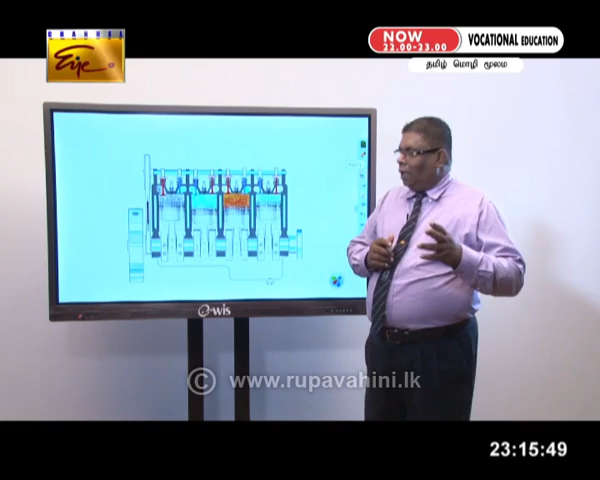 CHANNEL
Eye
NOW
22.00-23.00
VOCATIONAL EDUCATION
தமிழ் மொழி மூலம
e-wis
© www.rupavahini.lk
23:15:49